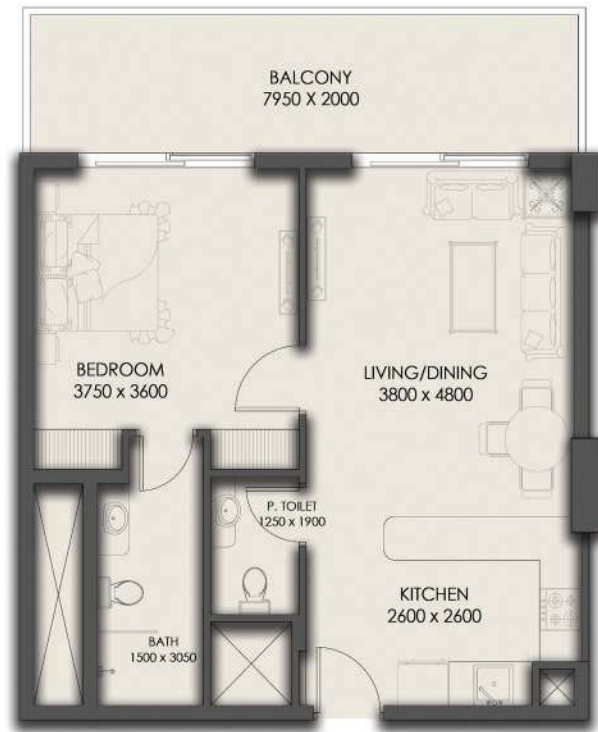 BALCONY
7950 X 2000
BEDROOM
3750 x 3600
LIVING/DINING
3800 x 4800
P. TOILET
1250 x 1900
KITCHEN
2600 x 2600
BATH
1500 x 3050